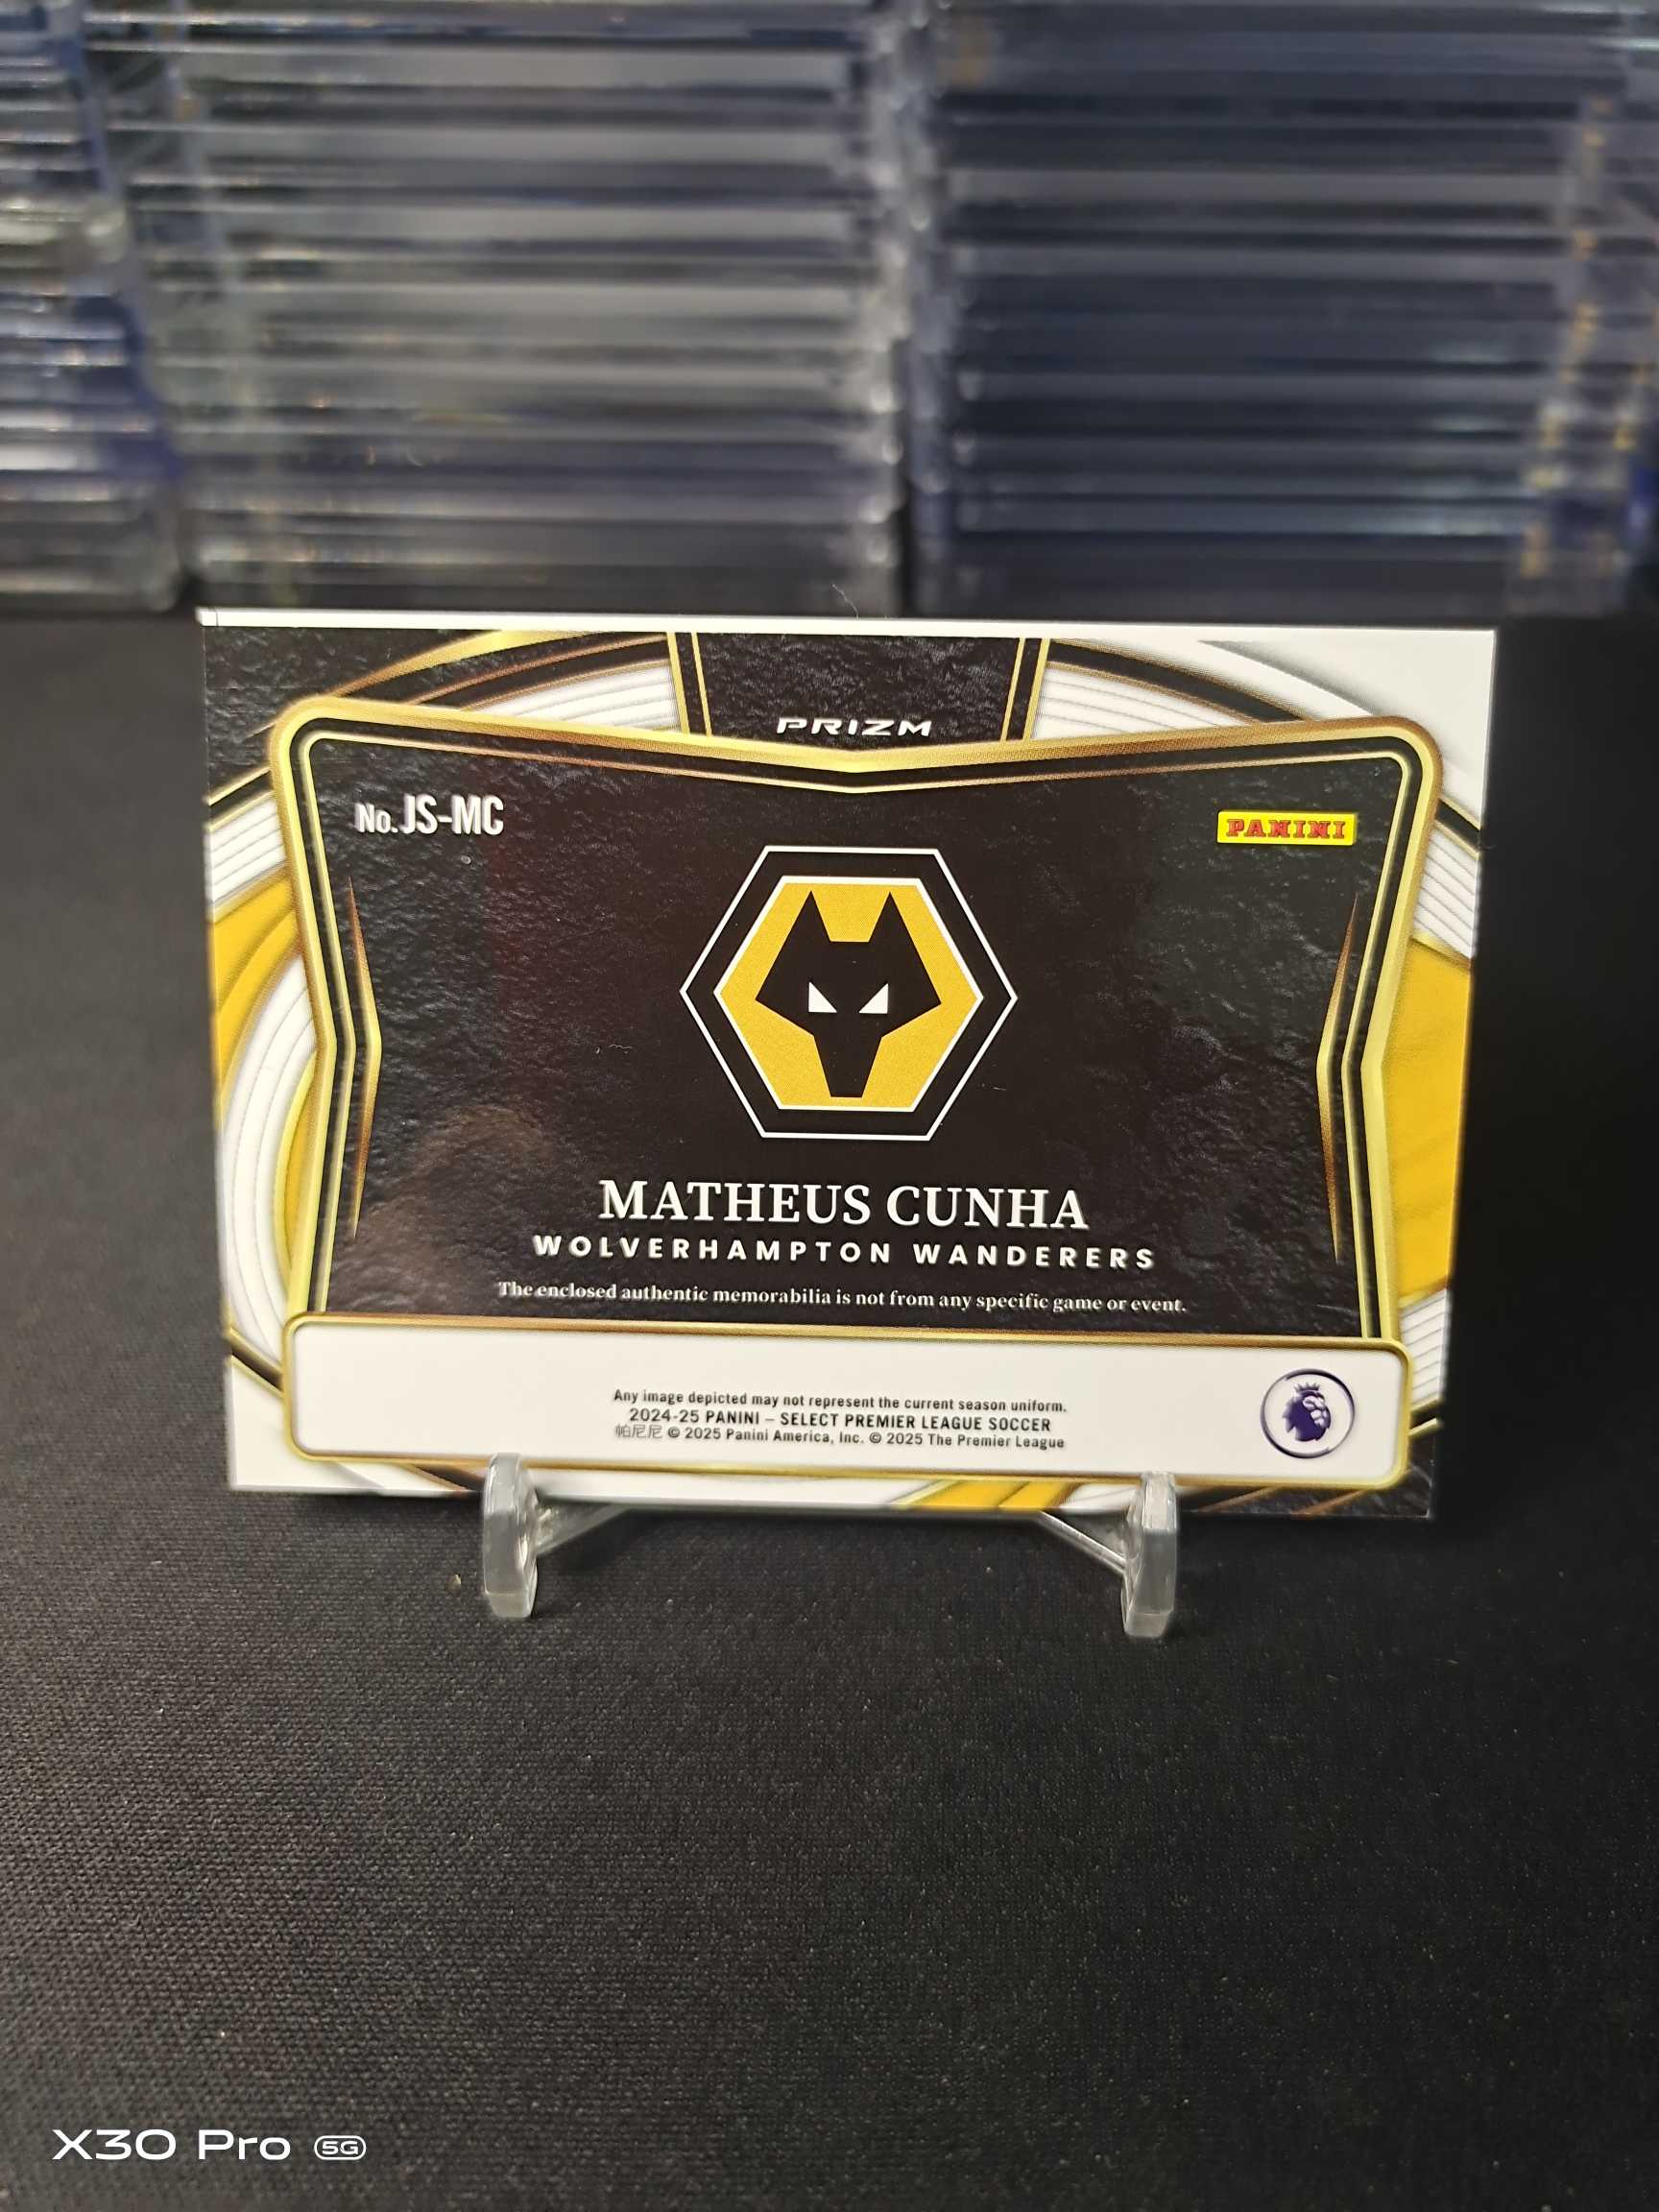 PRIZM
No. JS-MC
PANINI
MATHEUS CUNHA
WOLVERHAMPTON WANDERERS
The enclosed authentic memorabilia is not from any specific game or event.
Any image depicted may not represent the current season uniform.
2024-25 PANINI – SELECT PREMIER LEAGUE SOCCER
帕尼尼 © 2025 Panini America, Inc. © 2025 The Premier League
X30 Pro 5G